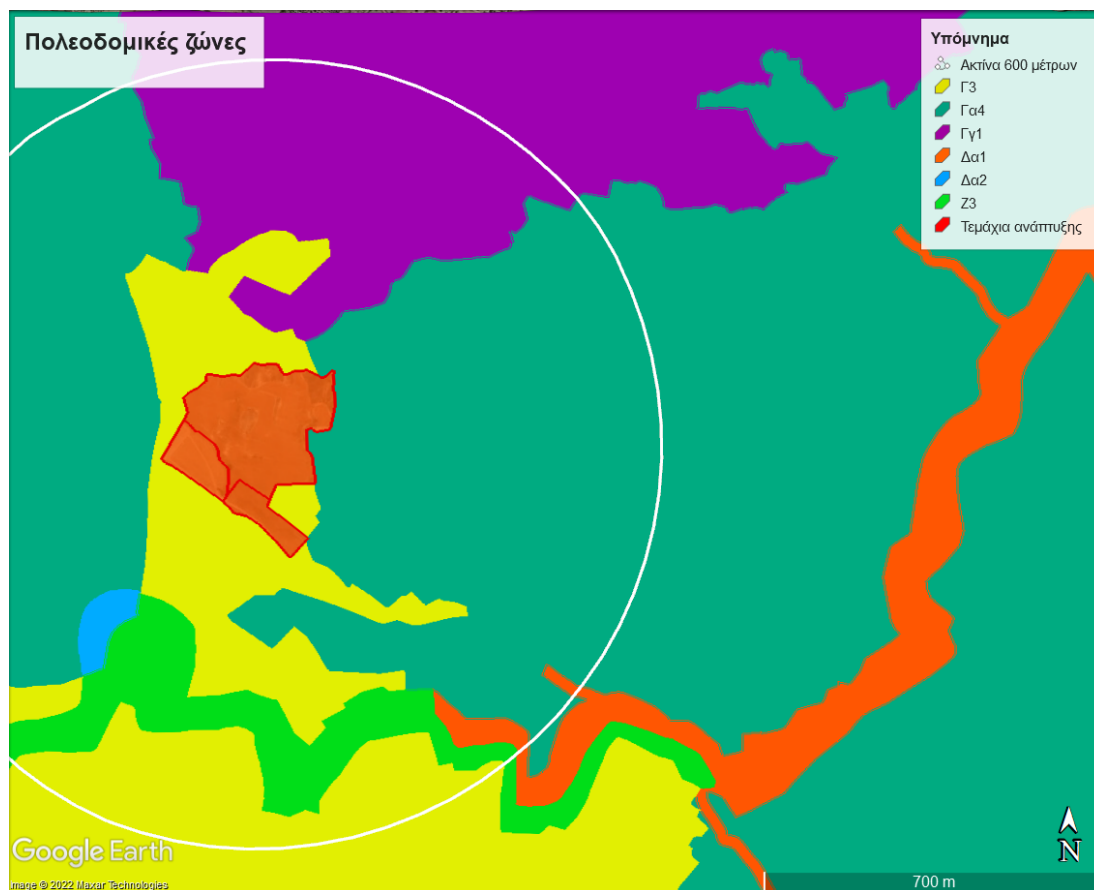 Πολεοδομικές ζώνες
Υπόμνημα
Ακτίνα 600 μέτρων
Γ3
Γα4
Γγ1
Δα1
Δα2
Ζ3
Τεμάχια ανάπτυξης
Google Earth
Image © 2022 Maxar Technologies
N
700 m